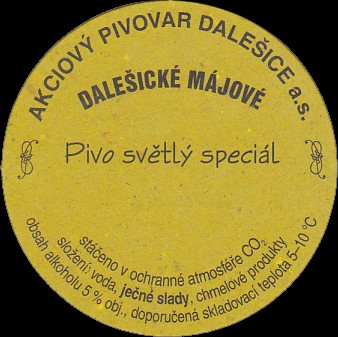 AKCIOVÝ PIVOVAR DALEŠICE a.s.
DALEŠICKÉ MÁJOVÉ
Pivo světlý speciál
stáčeno v ochranné atmosféře CO₂
složení: voda, ječné slady, chmelové produkty
obsah alkoholu 5 % obj., doporučená skladovací teplota 5-10 °C